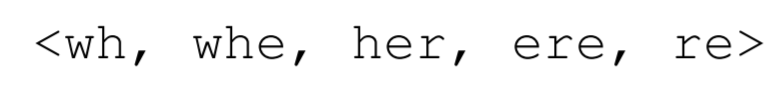 <wh, whe, her, ere, re>